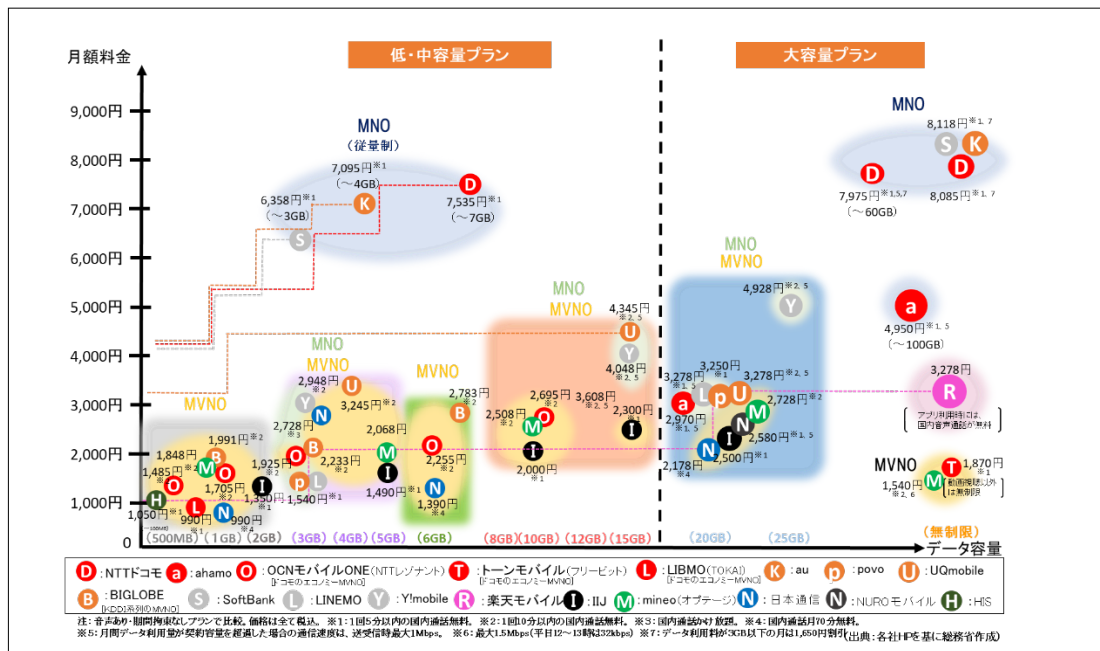 月額料金
低・中容量プラン
大容量プラン
9,000円
8,000円
7,000円
6,000円
5,000円
4,000円
3,000円
2,000円
1,000円
0
MNO
(従量制)
7,095円※1
(~4GB)
6,358円※1
(~3GB)
7,535円※1
(~7GB)
K
D
S
MNO
8,118円※1, 7
S K
D D
7,975円※1,5,7
(~60GB)
8,085円※1, 7
MNO
MVNO
4,928円※2, 5
Y
a
4,950円※1, 5
(~100GB)
MNO
MVNO
4,345円
※2, 5
U
Y
4,048円
※2, 5
MNO
MVNO
2,948円
※2
U
3,245円※2
Y
N
2,728円
※3
MVNO
2,783円
※2
B
2,695円
※2
2,508円
※2
3,608円
※2, 5
2,300円
※1
O
M
I
I
2,000円
※1
3,250円
※1
3,278円
※1, 5
3,278円※2, 5
2,728円※2
a
L
p
U
M
N
I
N
2,970円
※1, 5
2,580円※1, 5
2,500円※1
2,178円
※4
3,278円
R
アプリ利用時には、
国内音声通話が無料
MVNO
1,991円※2
B
1,848円
※2
1,485円
※2
M
O
O
1,705円
※2
1,925円
※2
I
1,350円
※1
H
1,050円※1
L
990円
※1
N
990円
※4
O
B
2,233円
※2
p
L
1,540円※1
2,068円
M
I
1,490円※1
O
2,255円
※2
N
1,390円
※4
MVNO
T
1,870円
※1
M
1,540円
※2, 6
動画視聴以外
は無制限
(500MB)
(1GB)
(2GB)
(3GB)
(4GB)
(5GB)
(6GB)
(8GB)
(10GB)
(12GB)
(15GB)
(20GB)
(25GB)
(無制限)
データ容量
D :NTTドコモ a :ahamo O :OCNモバイルONE(NTTレゾナント) T :トーンモバイル(フリービット) L :LIBMO(TOKAI) K :au p :povo U :UQmobile
[ドコモのエコノミーMVNO] [ドコモのエコノミーMVNO] [ドコモのエコノミーMVNO]
B :BIGLOBE S :SoftBank L :LINEMO Y :Y!mobile R :楽天モバイル I :IIJ M :mineo(オプテージ) N :日本通信 N :NUROモバイル H :HIS
[KDDI系列のMVNO]
注:音声あり・期間拘束なしプランで比較。価格は全て税込。 ※1:1回5分以内の国内通話無料。 ※2:1回10分以内の国内通話無料。 ※3:国内通話かけ放題。 ※4:国内通話月70分無料。
※5:月間データ利用量が契約容量を超過した場合の通信速度は、送受信時最大1Mbps。 ※6:最大1.5Mbps(平日12~13時は32kbps) ※7:データ利用料が3GB以下の月は1,650円割引
(出典:各社HPを基に総務省作成)